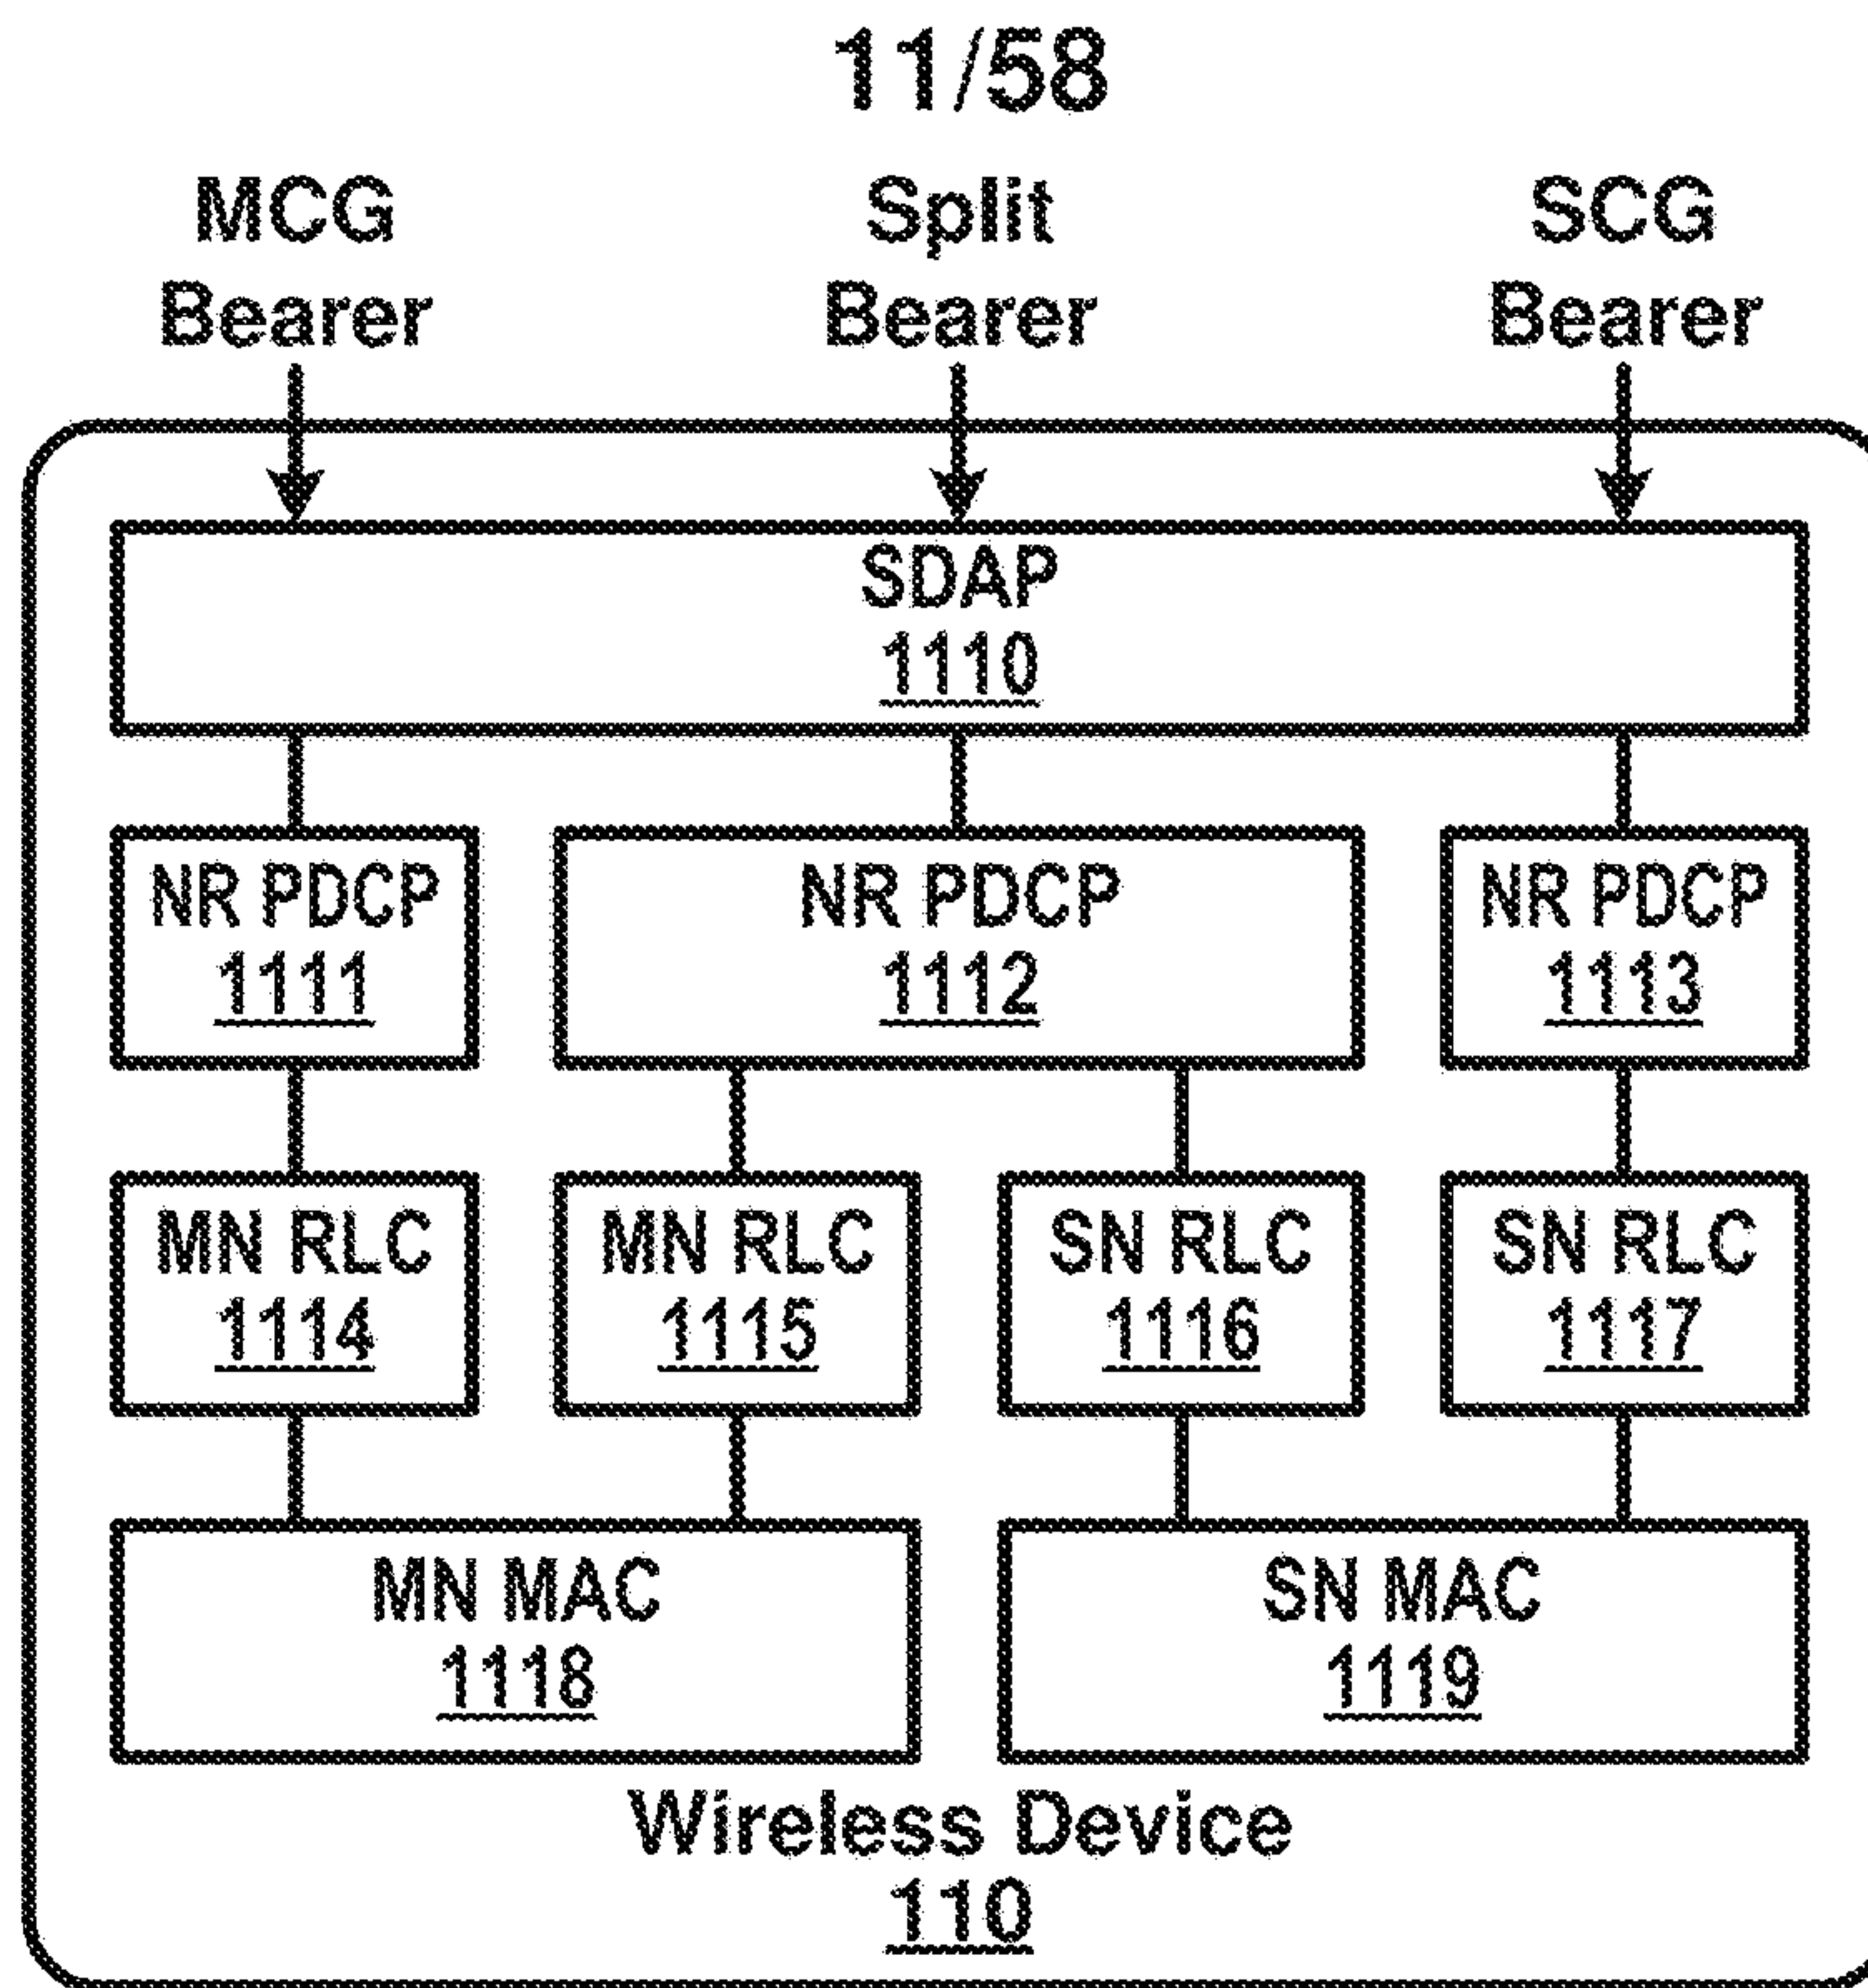 11/58
MCG
Bearer
Split
Bearer
SCG
Bearer
SDAP
1110
NR PDCP
1111
NR PDCP
1112
NR PDCP
1113
MN RLC
1114
MN RLC
1115
SN RLC
1116
SN RLC
1117
MN MAC
1118
SN MAC
1119
Wireless Device
110